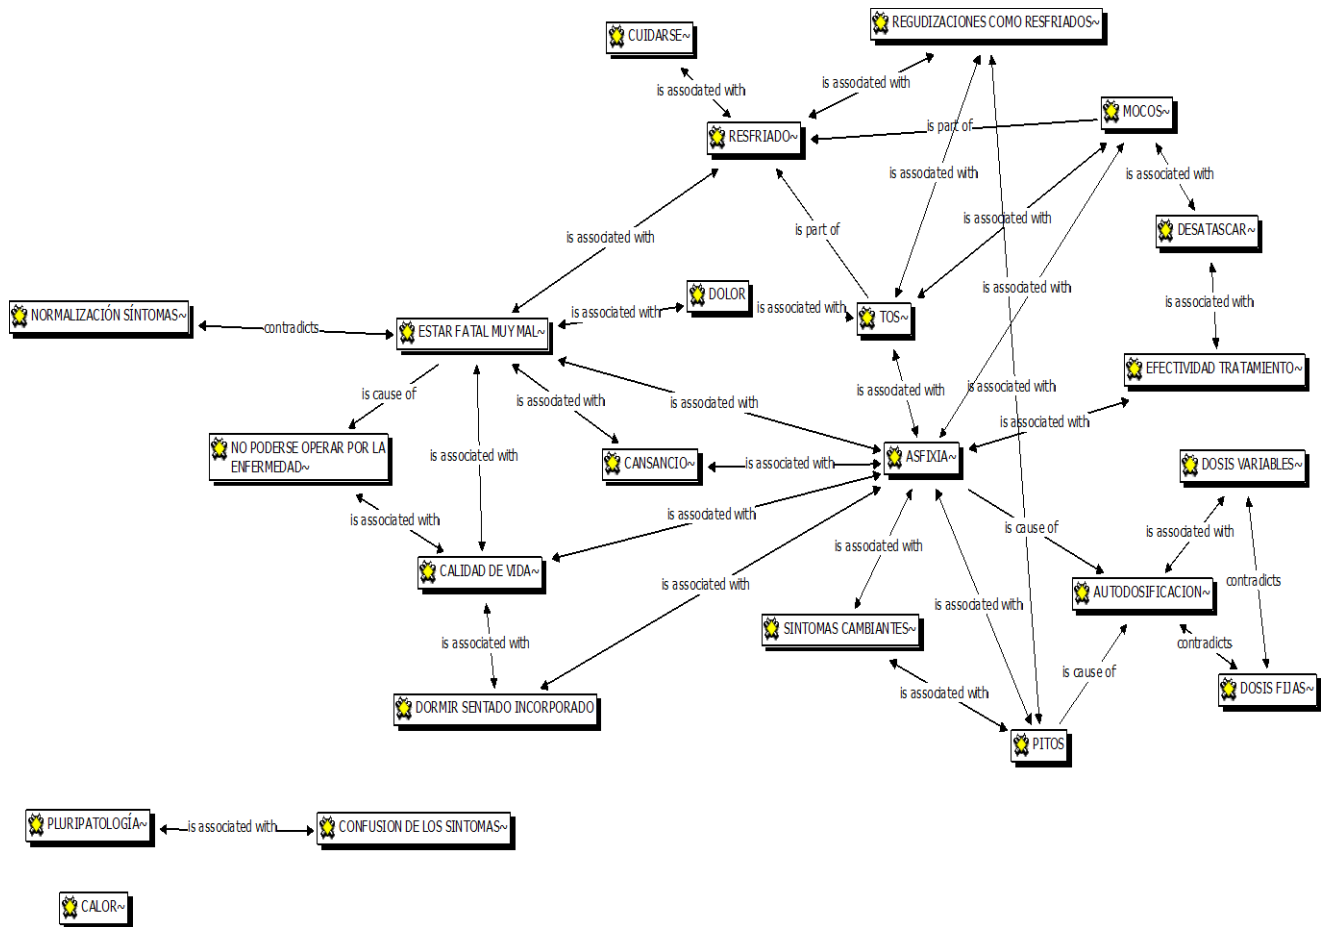 CUIDARSE~
REGUDIZACIONES COMO RESFRIADOS~
is associated with
is associated with
MOCOS~
RESFRIADO~
is part of
is associated with
is associated with
is associated with
DESATASCAR~
is associated with
is part of
is associated with
DOLOR
NORMALIZACIÓN SÍNTOMAS~
contradicts
ESTAR FATAL MUY MAL~
is associated with
is associated with
TOS~
is associated with
EFECTIVIDAD TRATAMIENTO~
is cause of
is associated with
is associated with
is associated with
is associated with
is associated with
NO PODERSE OPERAR POR LA
ENFERMEDAD~
is associated with
CANSANCIO~
is associated with
ASFIXIA~
DOSIS VARIABLES~
is associated with
is associated with
is cause of
is associated with
is associated with
CALIDAD DE VIDA~
is associated with
contradicts
AUTODOSIFICACION~
is associated with
is associated with
SINTOMAS CAMBIANTES~
contradicts
is cause of
DOSIS FIJAS~
DORMIR SENTADO INCORPORADO
is associated with
PITOS
PLURIPATOLOGÍA~
is associated with
CONFUSION DE LOS SINTOMAS~
CALOR~